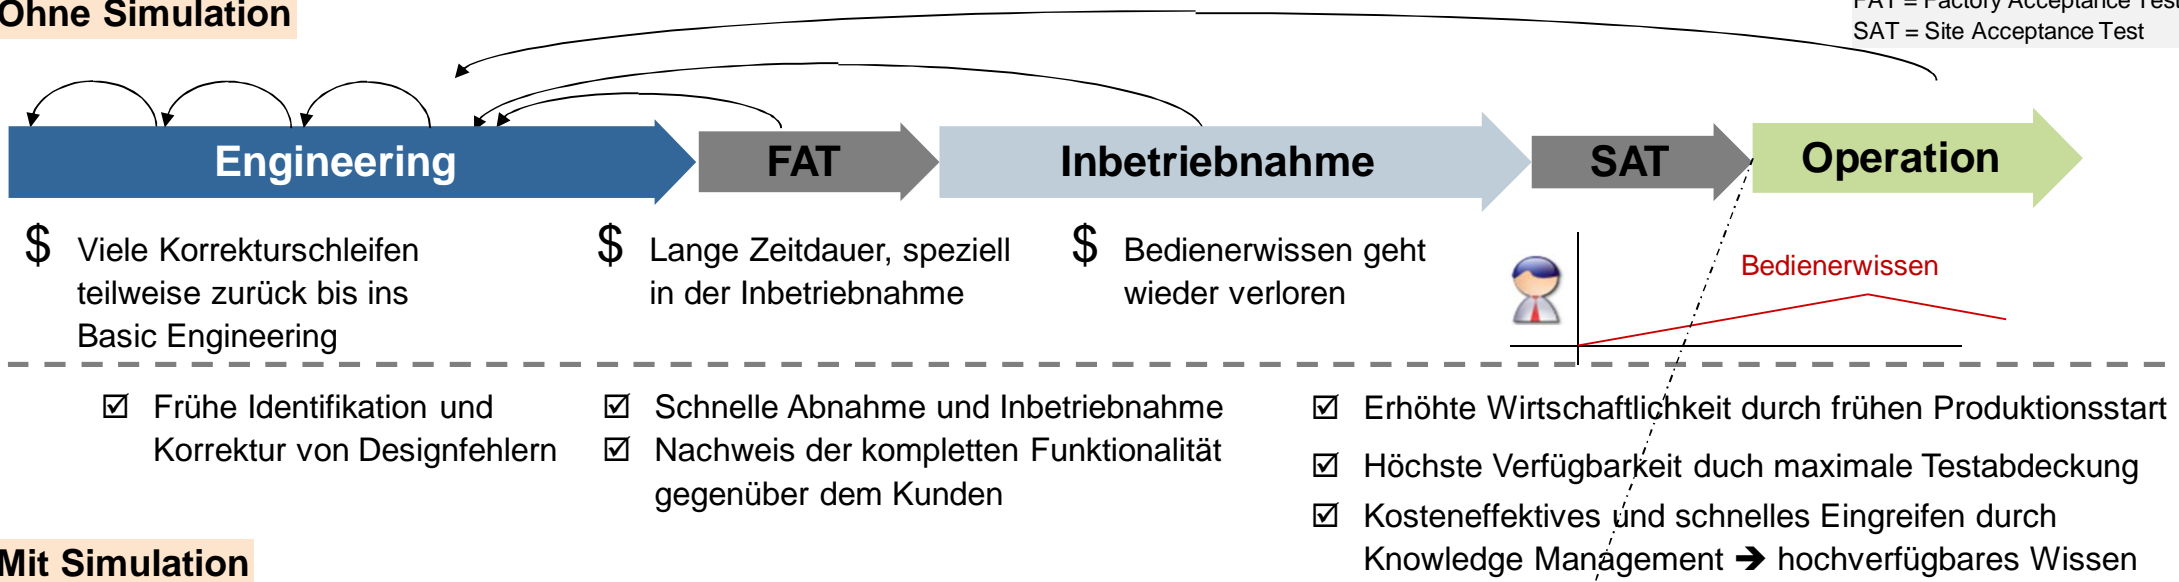 Ohne Simulation
FAT = Factory Acceptance Test
SAT = Site Acceptance Test
Engineering
FAT
Inbetriebnahme
SAT
Operation
$ Viele Korrekturschleifen
teilweise zurück bis ins
Basic Engineering
$ Lange Zeitdauer, speziell
in der Inbetriebnahme
$ Bedienerwissen geht
wieder verloren
Bedienerwissen
☑ Frühe Identifikation und
Korrektur von Designfehlern
☑ Schnelle Abnahme und Inbetriebnahme
☑ Nachweis der kompletten Funktionalität
gegenüber dem Kunden
☑ Erhöhte Wirtschaftlichkeit durch frühen Produktionsstart
☑ Höchste Verfügbarkeit duch maximale Testabdeckung
☑ Kosteneffektives und schnelles Eingreifen durch
Knowledge Management ➔ hochverfügbares Wissen
Mit Simulation